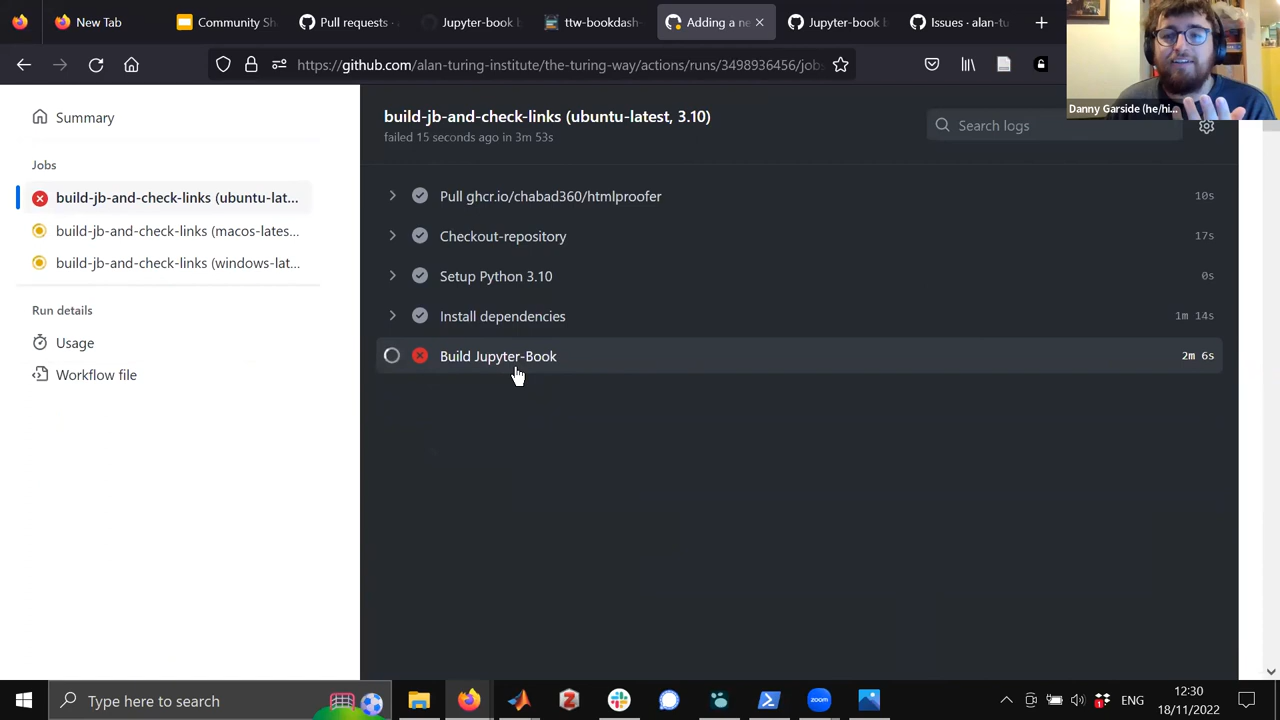 New Tab
Community Sh
Pull requests
Jupyter-book b
ttw-bookdash
Adding a ne
Jupyter-book
Issues · alan-tu
https://github.com/alan-turing-institute/the-turing-way/actions/runs/3498936456/jobs
Danny Garside (he/hi...
Summary
Jobs
build-jb-and-check-links (ubuntu-lat...
build-jb-and-check-links (macos-lates...
build-jb-and-check-links (windows-lat...
Run details
Usage
Workflow file
build-jb-and-check-links (ubuntu-latest, 3.10)
failed 15 seconds ago in 3m 53s
Search logs
Pull ghcr.io/chabad360/htmlproofer
10s
Checkout-repository
17s
Setup Python 3.10
0s
Install dependencies
1m 14s
Build Jupyter-Book
2m 6s
Type here to search
zoom
ENG
12:30
18/11/2022